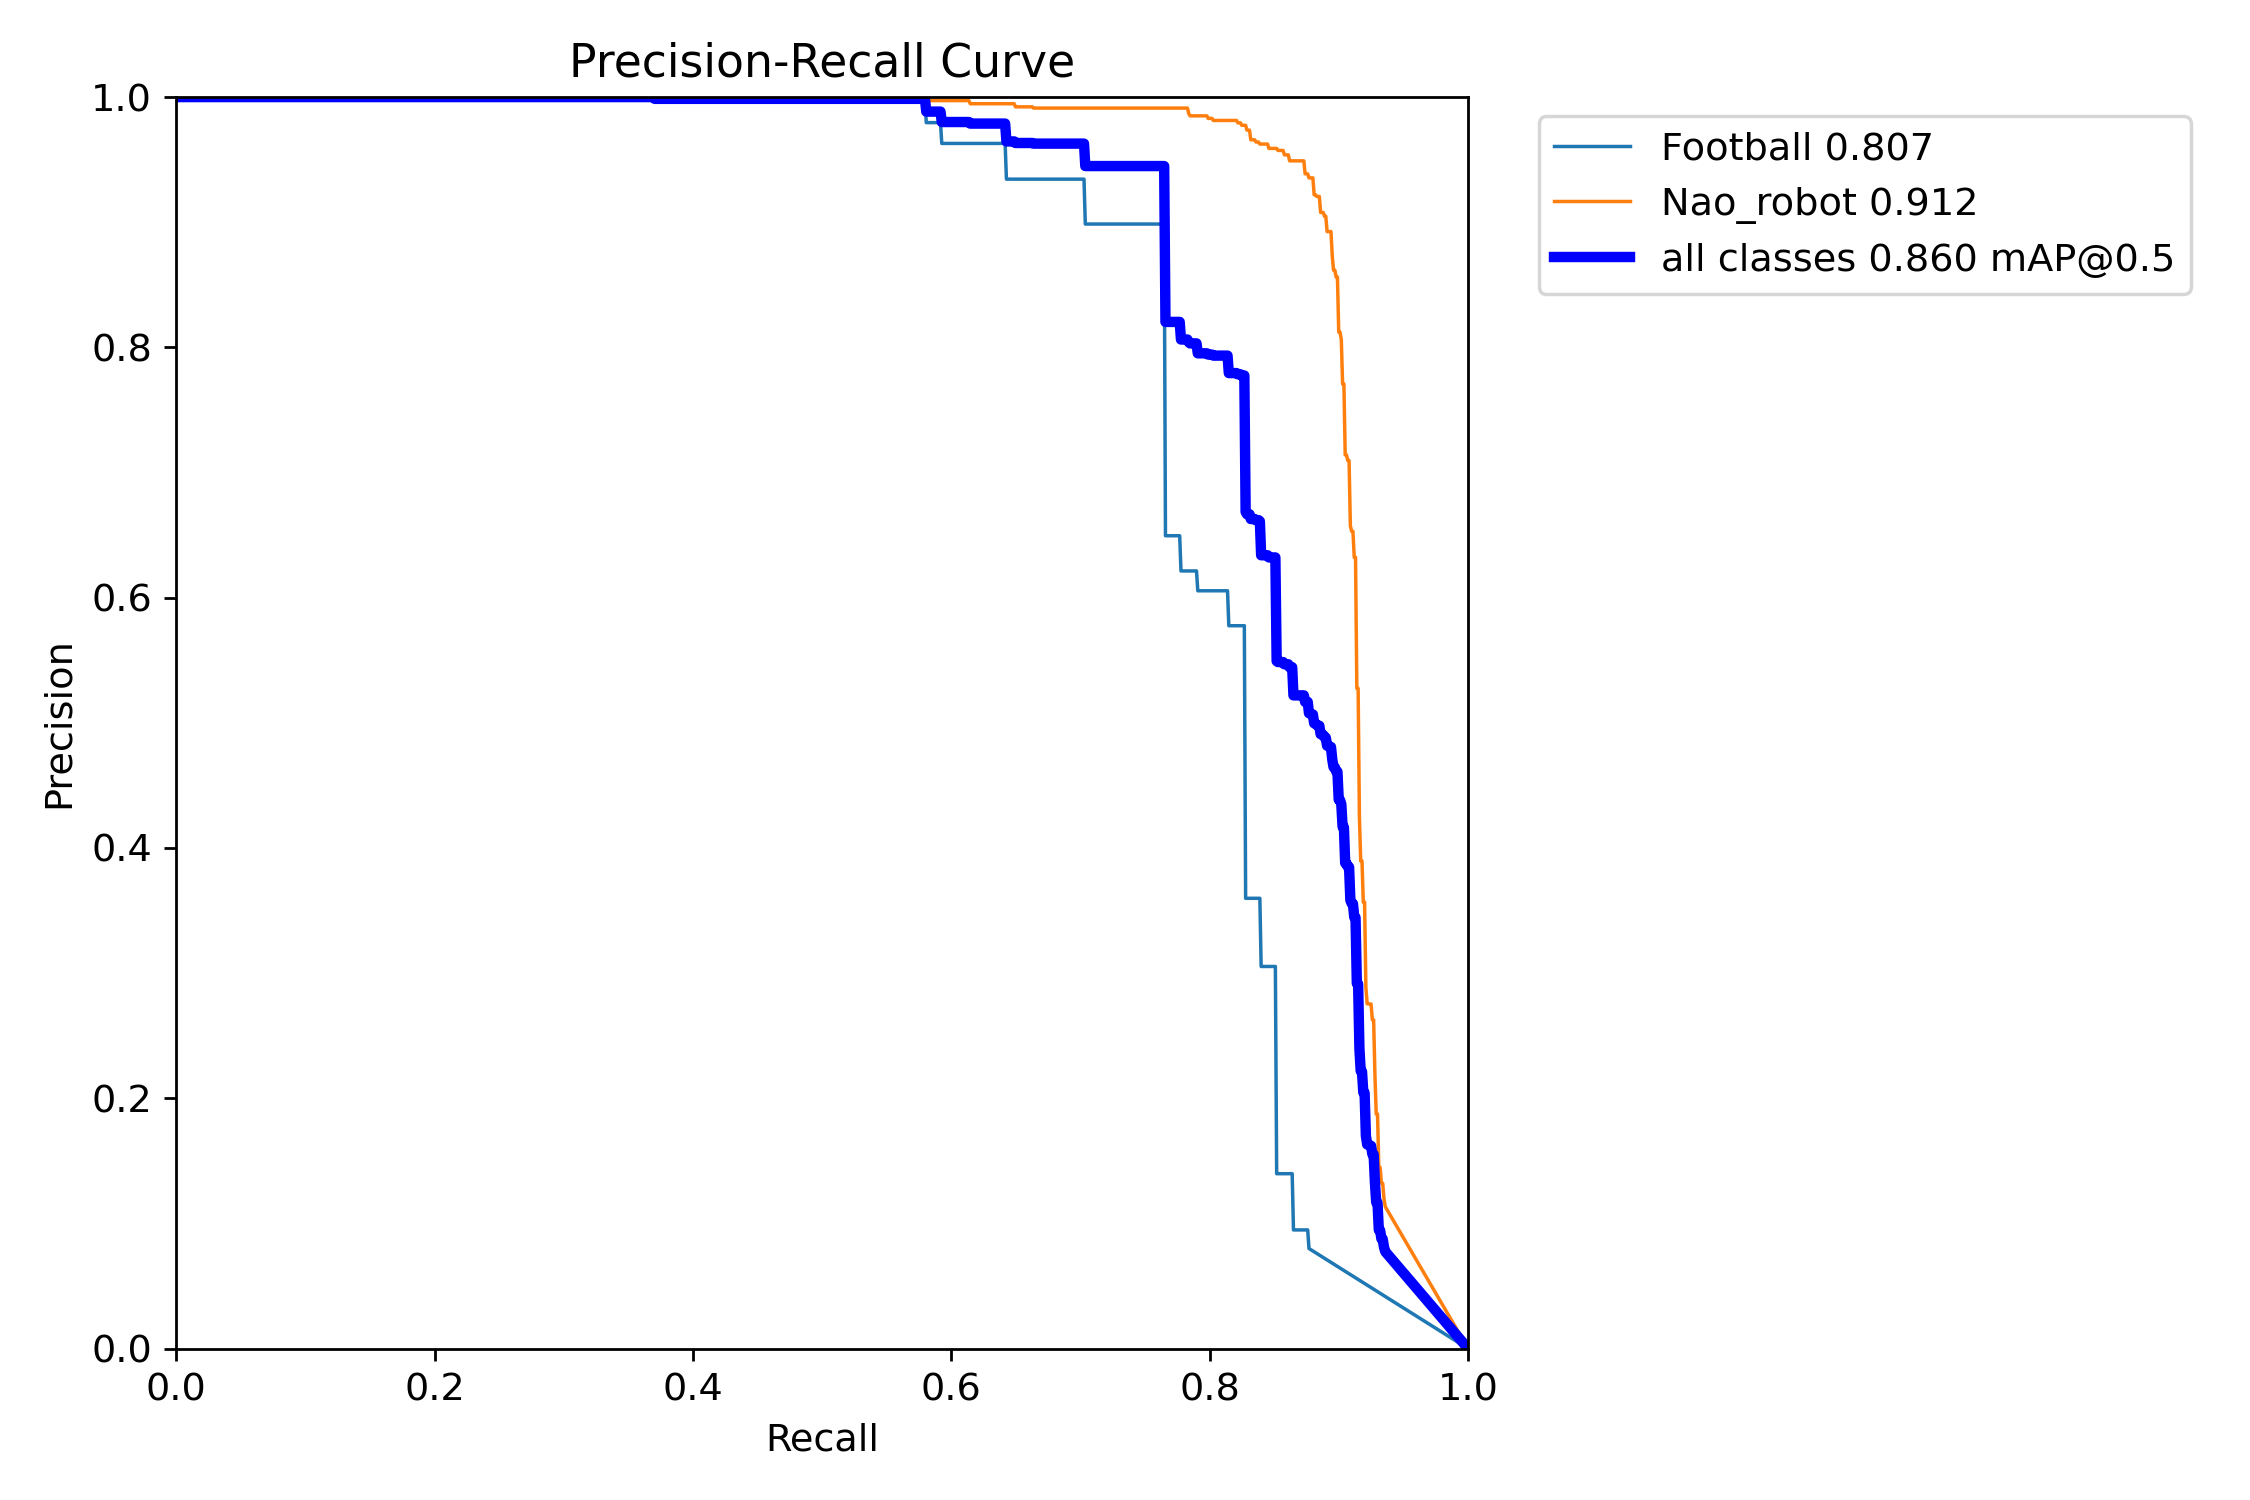 Precision-Recall Curve
1.0
0.8
0.6
0.4
0.2
0.0
Precision
0.0 0.2 0.4 0.6 0.8 1.0
Recall
Football 0.807
Nao_robot 0.912
all classes 0.860 mAP@0.5